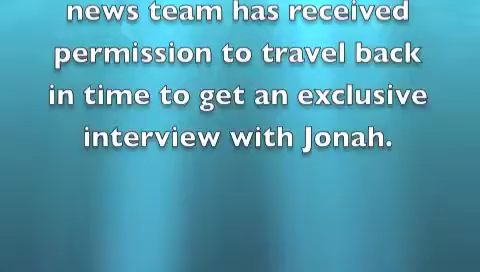 news team has received
permission to travel back
in time to get an exclusive
interview with Jonah.